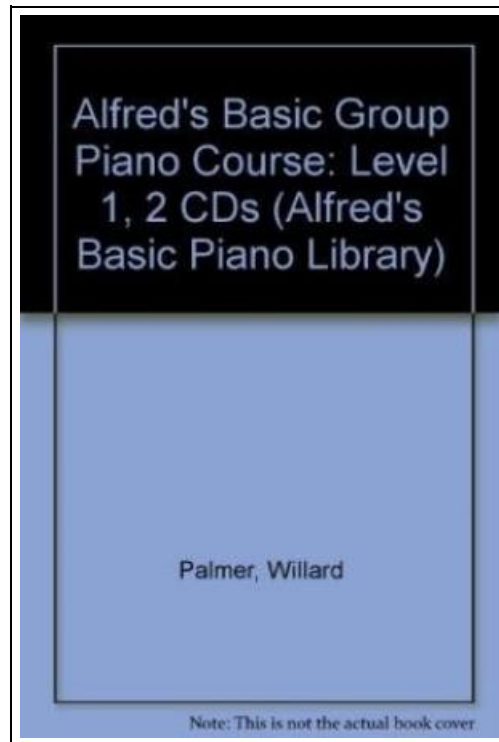 Alfred's Basic Group
Piano Course: Level
1, 2 CDs (Alfred's
Basic Piano Library)
Palmer, Willard
Note: This is not the actual book cover